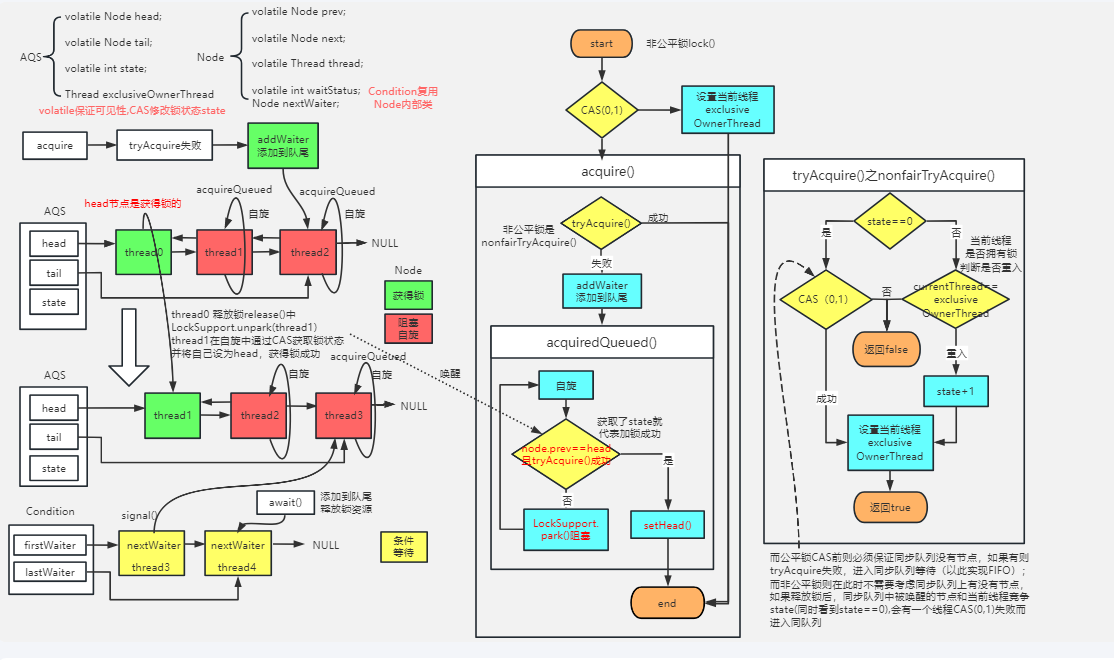 AQS
volatile Node head;
volatile Node tail;
volatile int state;
Thread exclusiveOwnerThread
Node
volatile Node prev;
volatile Node next;
volatile Thread thread;
volatile int waitStatus;
Node nextWaiter;
Condition复用
Node内部类
volatile保证可见性,CAS修改锁状态state
acquire
tryAcquire失败
addWaiter
添加到队尾
head节点是获得锁的
acquireQueued
自旋
acquireQueued
自旋
AQS
head
tail
state
thread0
thread1
thread2
NULL
Node
获得锁
阻塞
自旋
thread0 释放锁release()中
LockSupport.unpark(thread1)
thread1在自旋中通过CAS获取锁状态
并将自己设为head，获得锁成功
acquireQueued
唤醒
自旋
自旋
AQS
head
tail
state
thread1
thread2
thread3
NULL
Condition
firstWaiter
lastWaiter
signal()
await()
添加到队尾
释放锁资源
nextWaiter
thread3
nextWaiter
thread4
NULL
条件
等待
start
非公平锁lock()
CAS(0,1)
设置当前线程
exclusive
OwnerThread
acquire()
非公平锁是
nonfairTryAcquire()
tryAcquire()
成功
失败
addWaiter
添加到队尾
acquiredQueued()
自旋
获取了state就
代表加锁成功
node.prev==head
且tryAcquire()成功
是
否
LockSupport.
park()阻塞
setHead()
end
tryAcquire()之nonfairTryAcquire()
state==0
是
否
当前线程
是否拥有锁
判断是否重入
CAS（0,1)
否
currentThread==
exclusive
OwnerThread
返回false
重入
成功
state+1
设置当前线程
exclusive
OwnerThread
返回true
而公平锁CAS前则必须保证同步队列没有节点，如果有则
tryAcquire失败，进入同步队列等待（以此实现FIFO）；
而非公平锁则在此时不需要考虑同步队列上有没有节点，
如果释放锁后，同步队列中被唤醒的节点和当前线程竞争
state(同时看到state==0),会有一个线程CAS(0,1)失败而
进入同队列